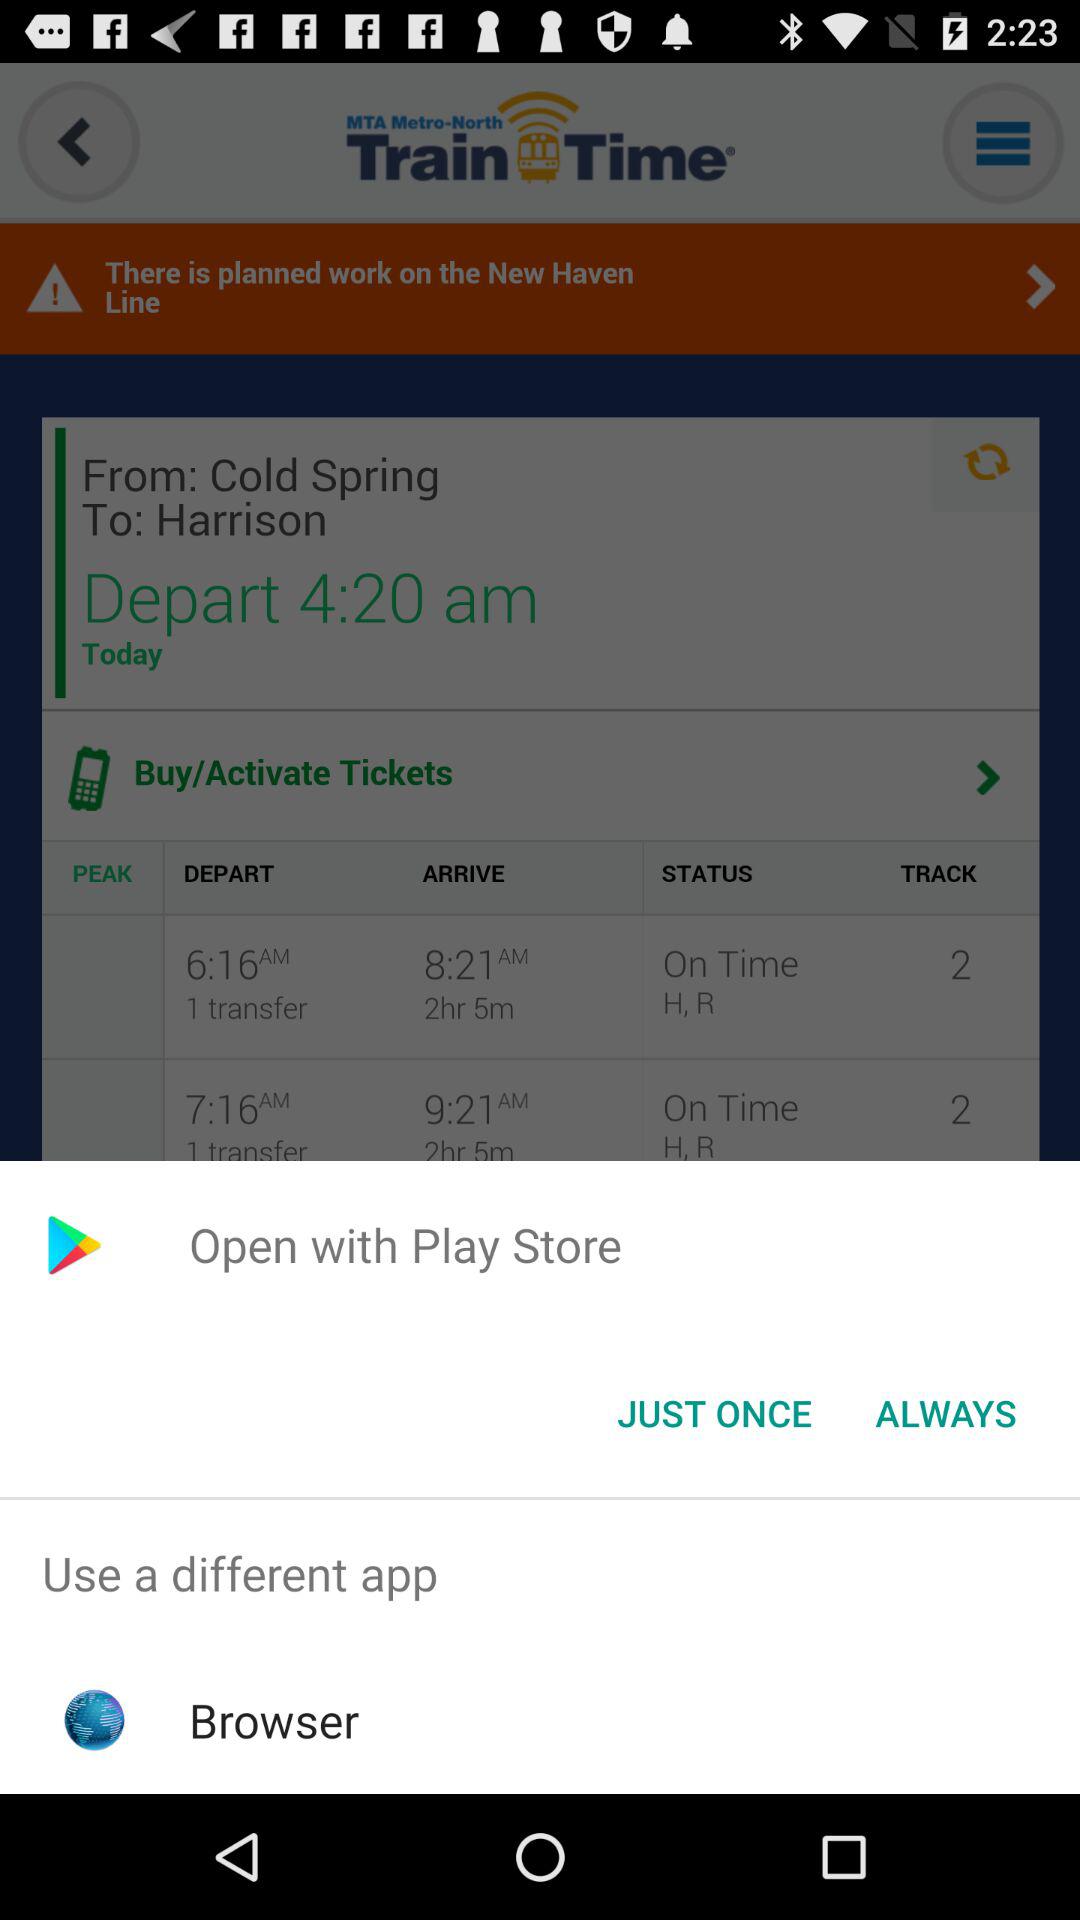 2:23
MTA Metro-North
Train Time®
There is planned work on the New Haven
Line
From: Cold Spring
To: Harrison
Depart 4:20 am
Today
Buy/Activate Tickets
PEAK DEPART ARRIVE STATUS TRACK
6:16AM 8:21AM On Time 2
1 transfer 2hr 5m H, R
7:16AM 9:21AM On Time 2
1 transfer 2hr 5m H, R
Open with Play Store
JUST ONCE ALWAYS
Use a different app
Browser